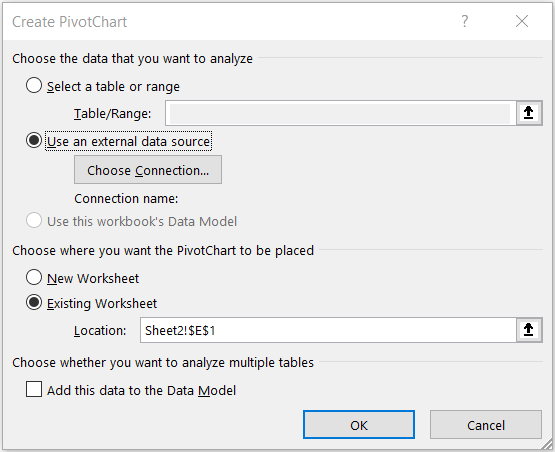 Create PivotChart ?
Choose the data that you want to analyze
Select a table or range
Table/Range:
Use an external data source
Choose Connection...
Connection name:
Use this workbook's Data Model
Choose where you want the PivotChart to be placed
New Worksheet
Existing Worksheet
Location: Sheet2!$E$1
Choose whether you want to analyze multiple tables
Add this data to the Data Model
OK Cancel